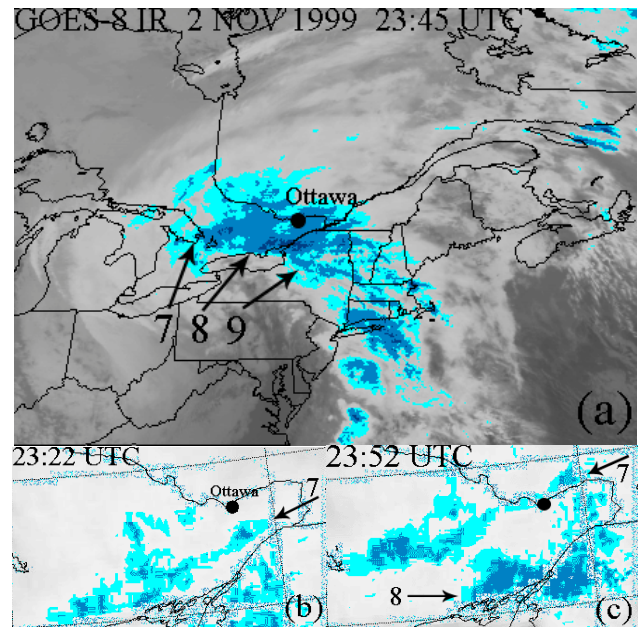 GOES-8 IR 2 NOV 1999 23:45 UTC
Ottawa
7 8 9
(a)
23:22 UTC
Ottawa
7
(b)
23:52 UTC
7
8
(c)